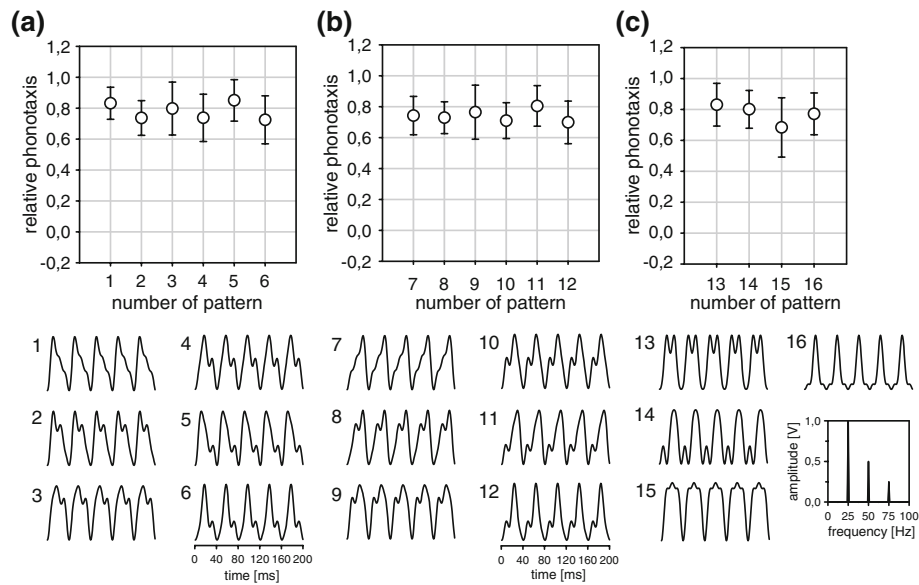 (a)
1,2
1,0
0,8
0,6
0,4
0,2
0,0
-0,2
relative phonotaxis
1 2 3 4 5 6
number of pattern
(b)
1,2
1,0
0,8
0,6
0,4
0,2
0,0
-0,2
relative phonotaxis
7 8 9 10 11 12
number of pattern
(c)
1,2
1,0
0,8
0,6
0,4
0,2
0,0
-0,2
relative phonotaxis
13 14 15 16
number of pattern
1
2
3
4
5
6
0 40 80 120 160 200
time [ms]
7
8
9
10
11
12
0 40 80 120 160 200
time [ms]
13
14
15
16
1,0
0,5
0,0
amplitude [V]
0 25 50 75 100
frequency [Hz]